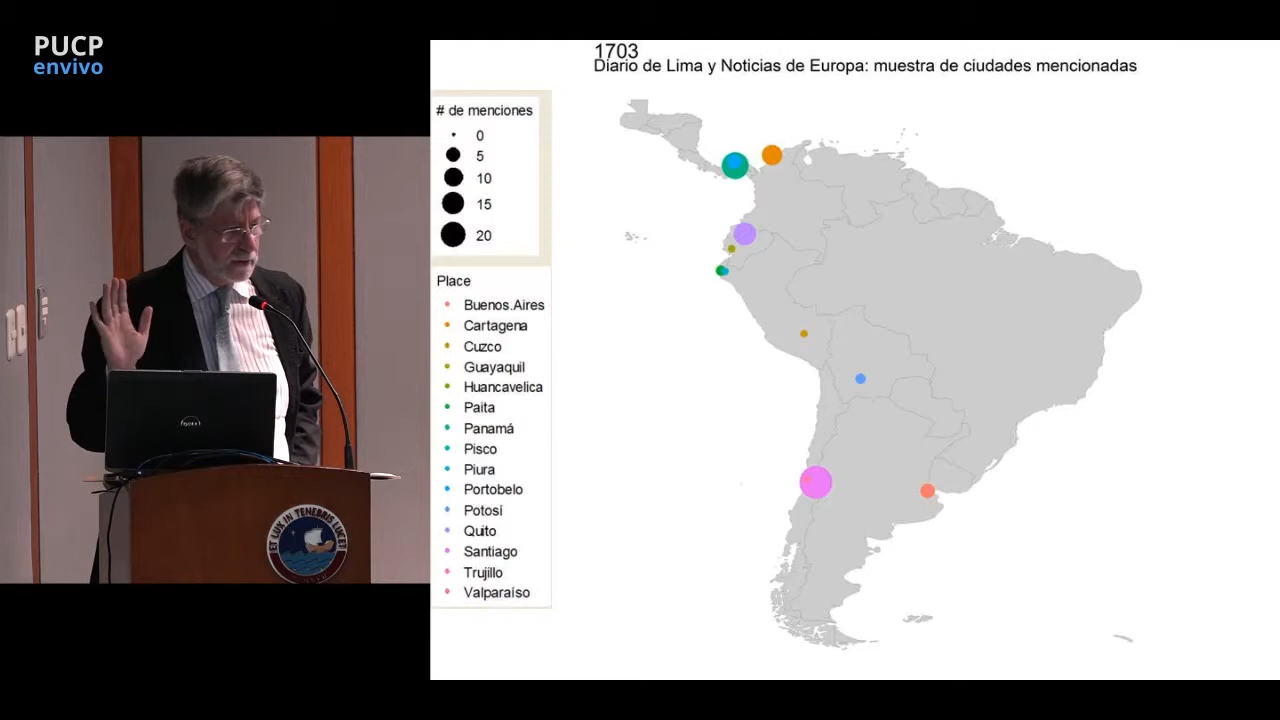 PUCP
envivo
1703
Diario de Lima y Noticias de Europa: muestra de ciudades mencionadas
# de menciones
0
5
10
15
20
Place
Buenos.Aires
Cartagena
Cuzco
Guayaquil
Huancavelica
Paita
Panamá
Pisco
Piura
Portobelo
Potosí
Quito
Santiago
Trujillo
Valparaíso
DELL
ET LUX IN TENEBRIS LUCET